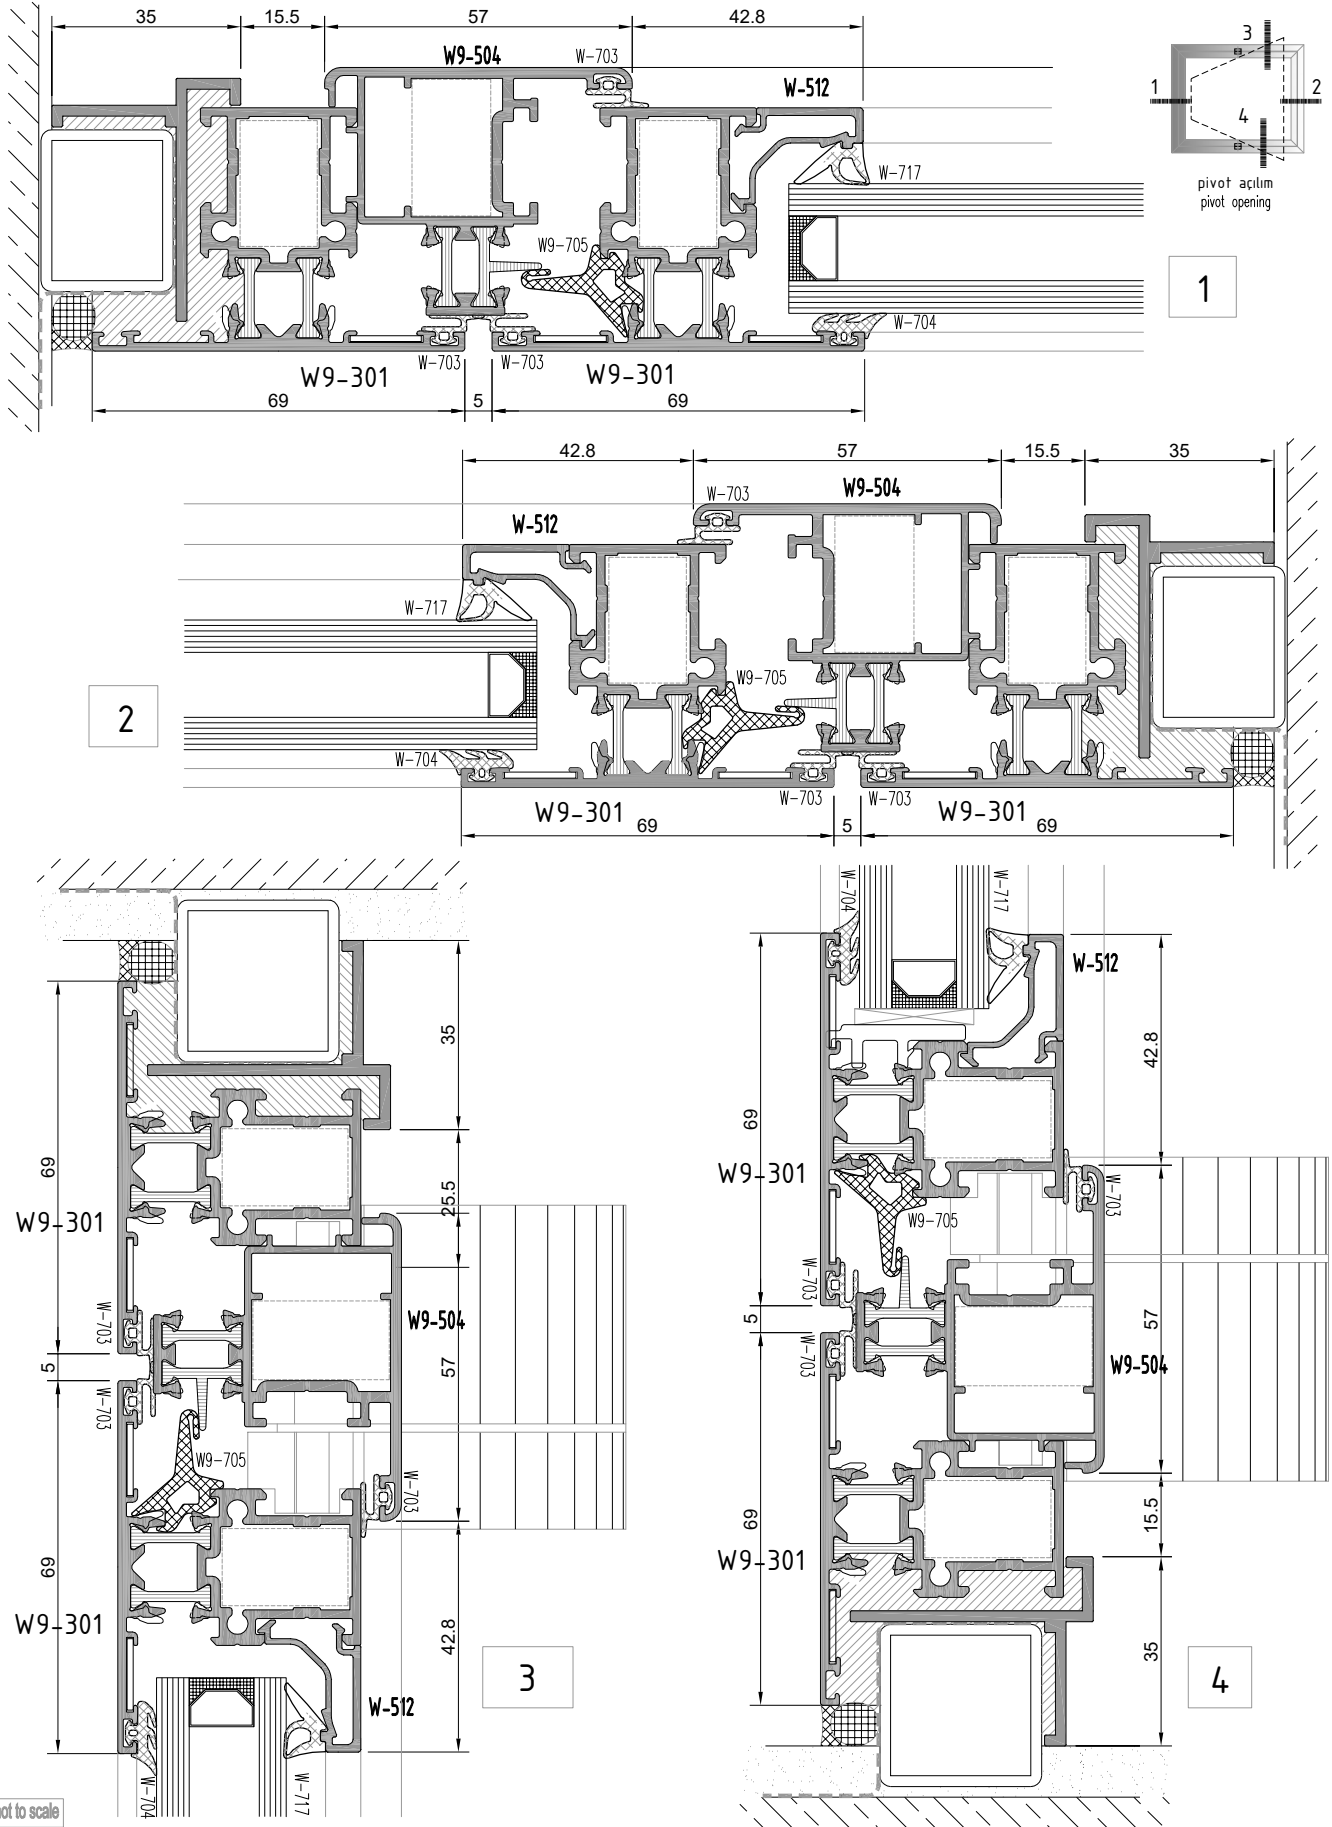 35 15.5 57 42.8
W9-504
W-703
W-512
W-717
W9-705
W-704
W-703 W-703
W9-301 W9-301
69 5 69
1
3
1 2
4
pivot açılım
pivot opening
42.8 57 15.5 35
W-703
W9-504
W-512
W-717
W9-705
W-704
W-703 W-703
W9-301 W9-301
69 5 69
2
35
69
25.5
W9-301
W-703
W9-504
5
57
W-703
W9-705
W-703
69
W9-301
42.8
W-512
W-704
W-717
3
W-704
W-717
W-512
69
42.8
W9-301
W-703
W9-705
W-703
5
57
W-703
W9-504
69
15.5
W9-301
35
4
not to scale